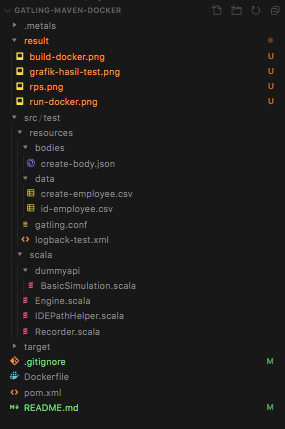 GATLING-MAVEN-DOCKER
.metals
result
build-docker.png U
grafik-hasil-test.png U
rps.png U
run-docker.png U
src/test
resources
bodies
create-body.json
data
create-employee.csv
id-employee.csv
gatling.conf
logback-test.xml
scala
dummyapi
BasicSimulation.scala
Engine.scala
IDEPathHelper.scala
Recorder.scala
target
.gitignore M
Dockerfile
pom.xml
README.md M